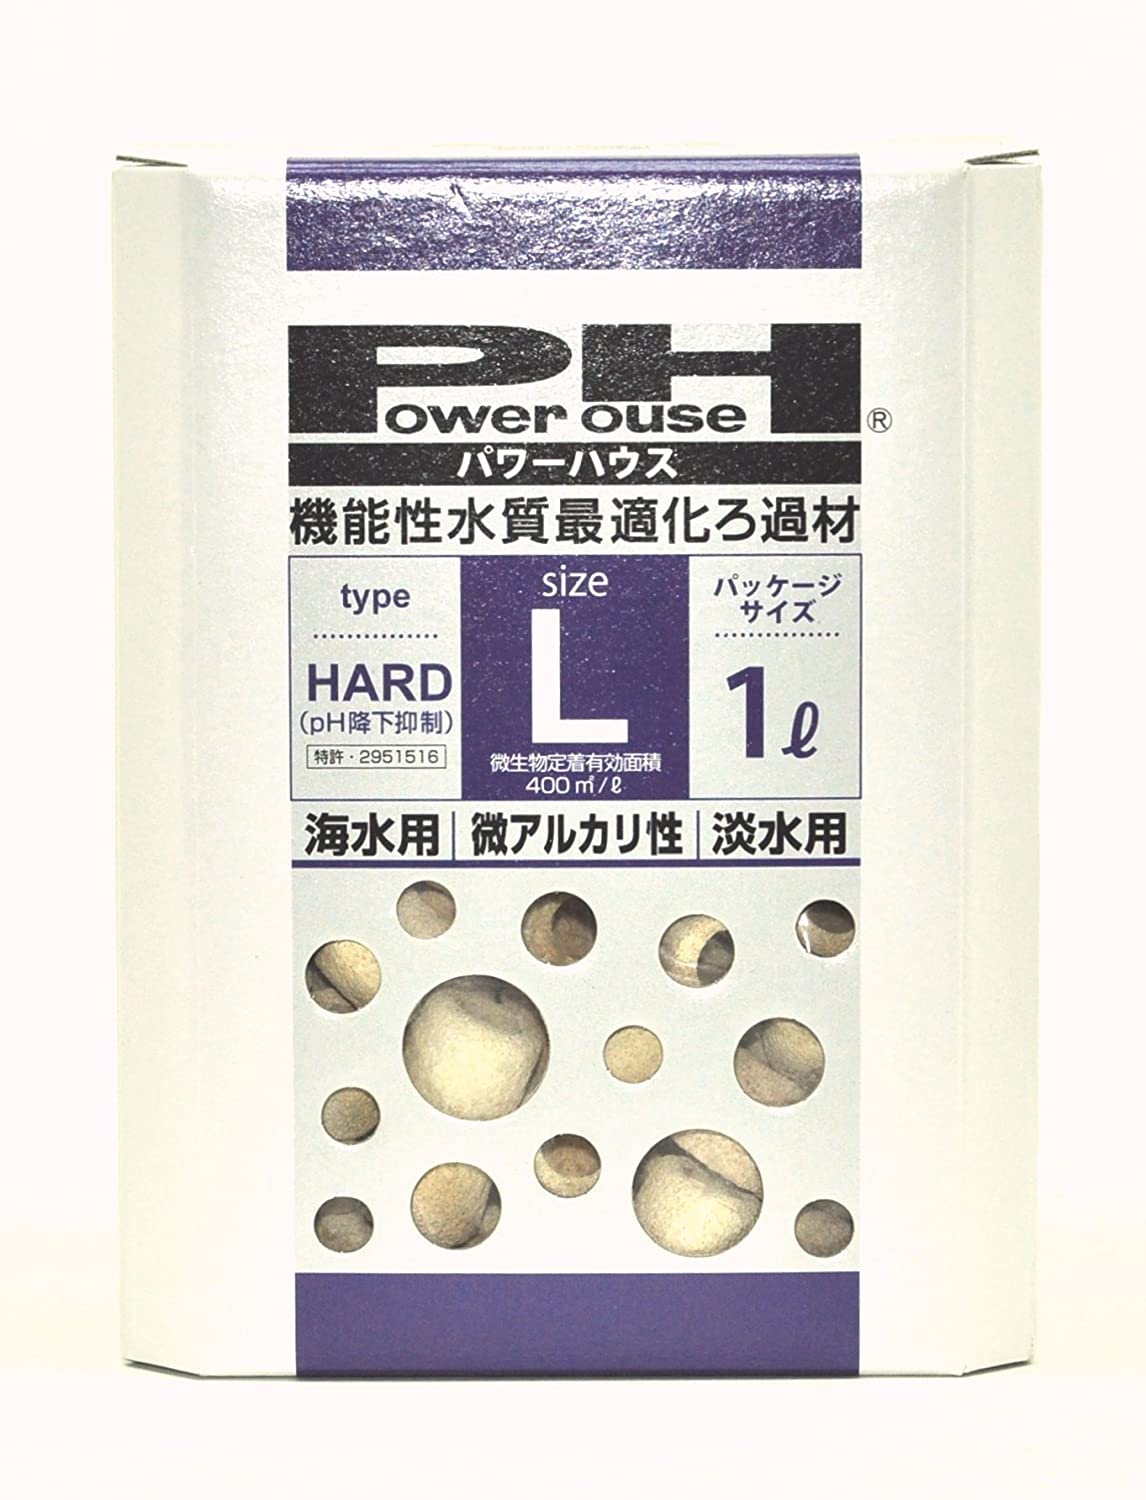 Power House®
パワーハウス
機能性水質最適化ろ過材
type
HARD
(pH降下抑制)
特許・2951516
size
L
微生物定着有効面積
400㎡/ℓ
パッケージ
サイズ
1ℓ
海水用 | 微アルカリ性 | 淡水用